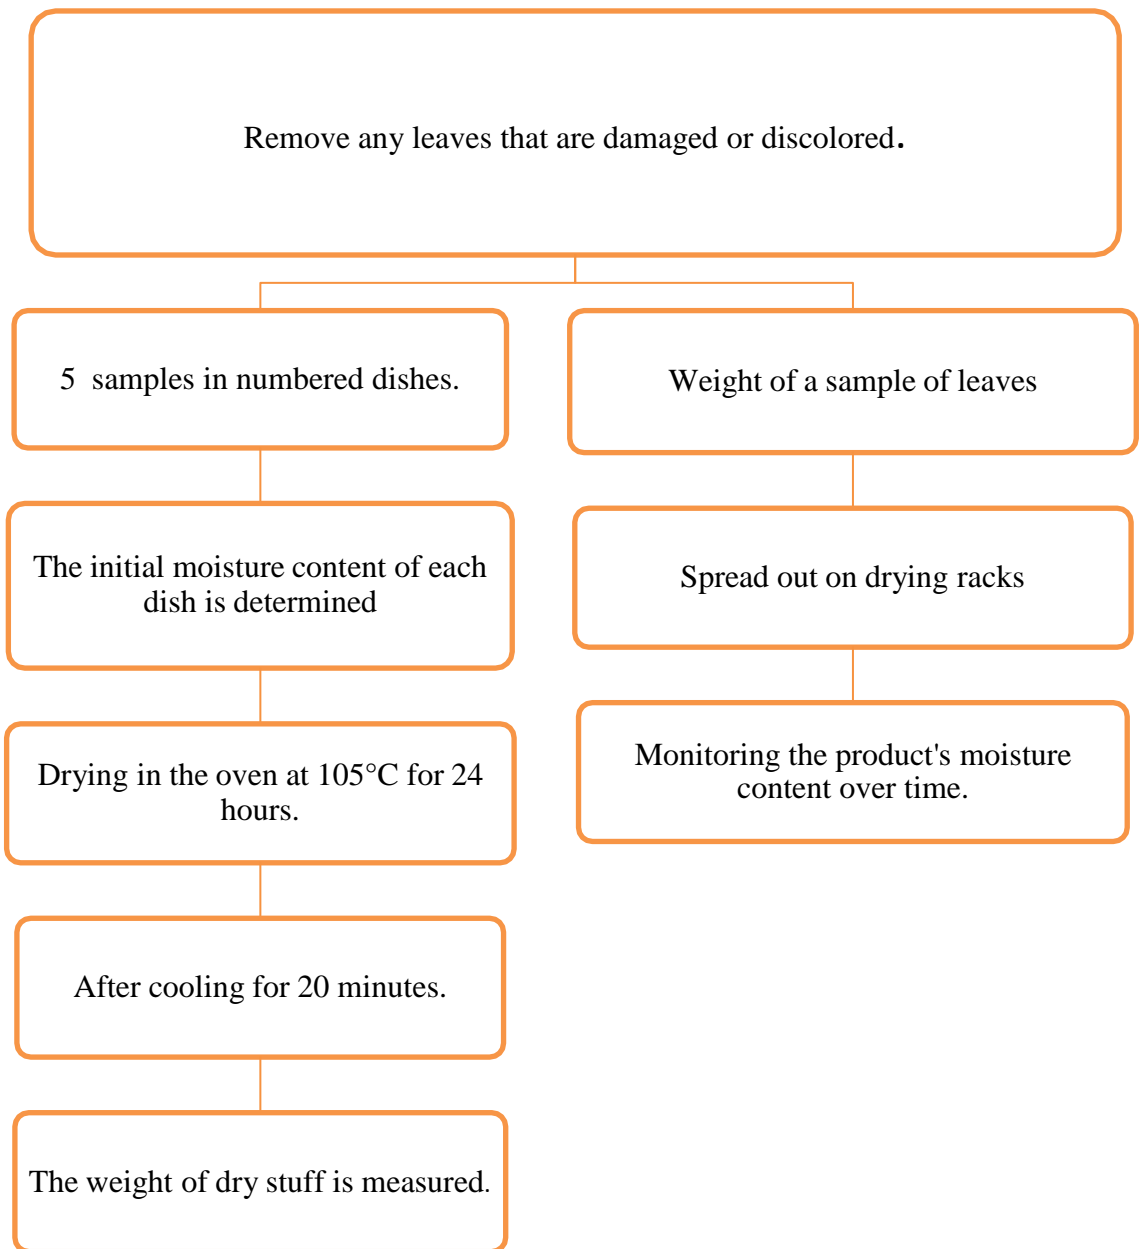 Remove any leaves that are damaged or discolored.
5 samples in numbered dishes.
The initial moisture content of each
dish is determined
Drying in the oven at 105°C for 24
hours.
After cooling for 20 minutes.
The weight of dry stuff is measured.
Weight of a sample of leaves
Spread out on drying racks
Monitoring the product's moisture
content over time.